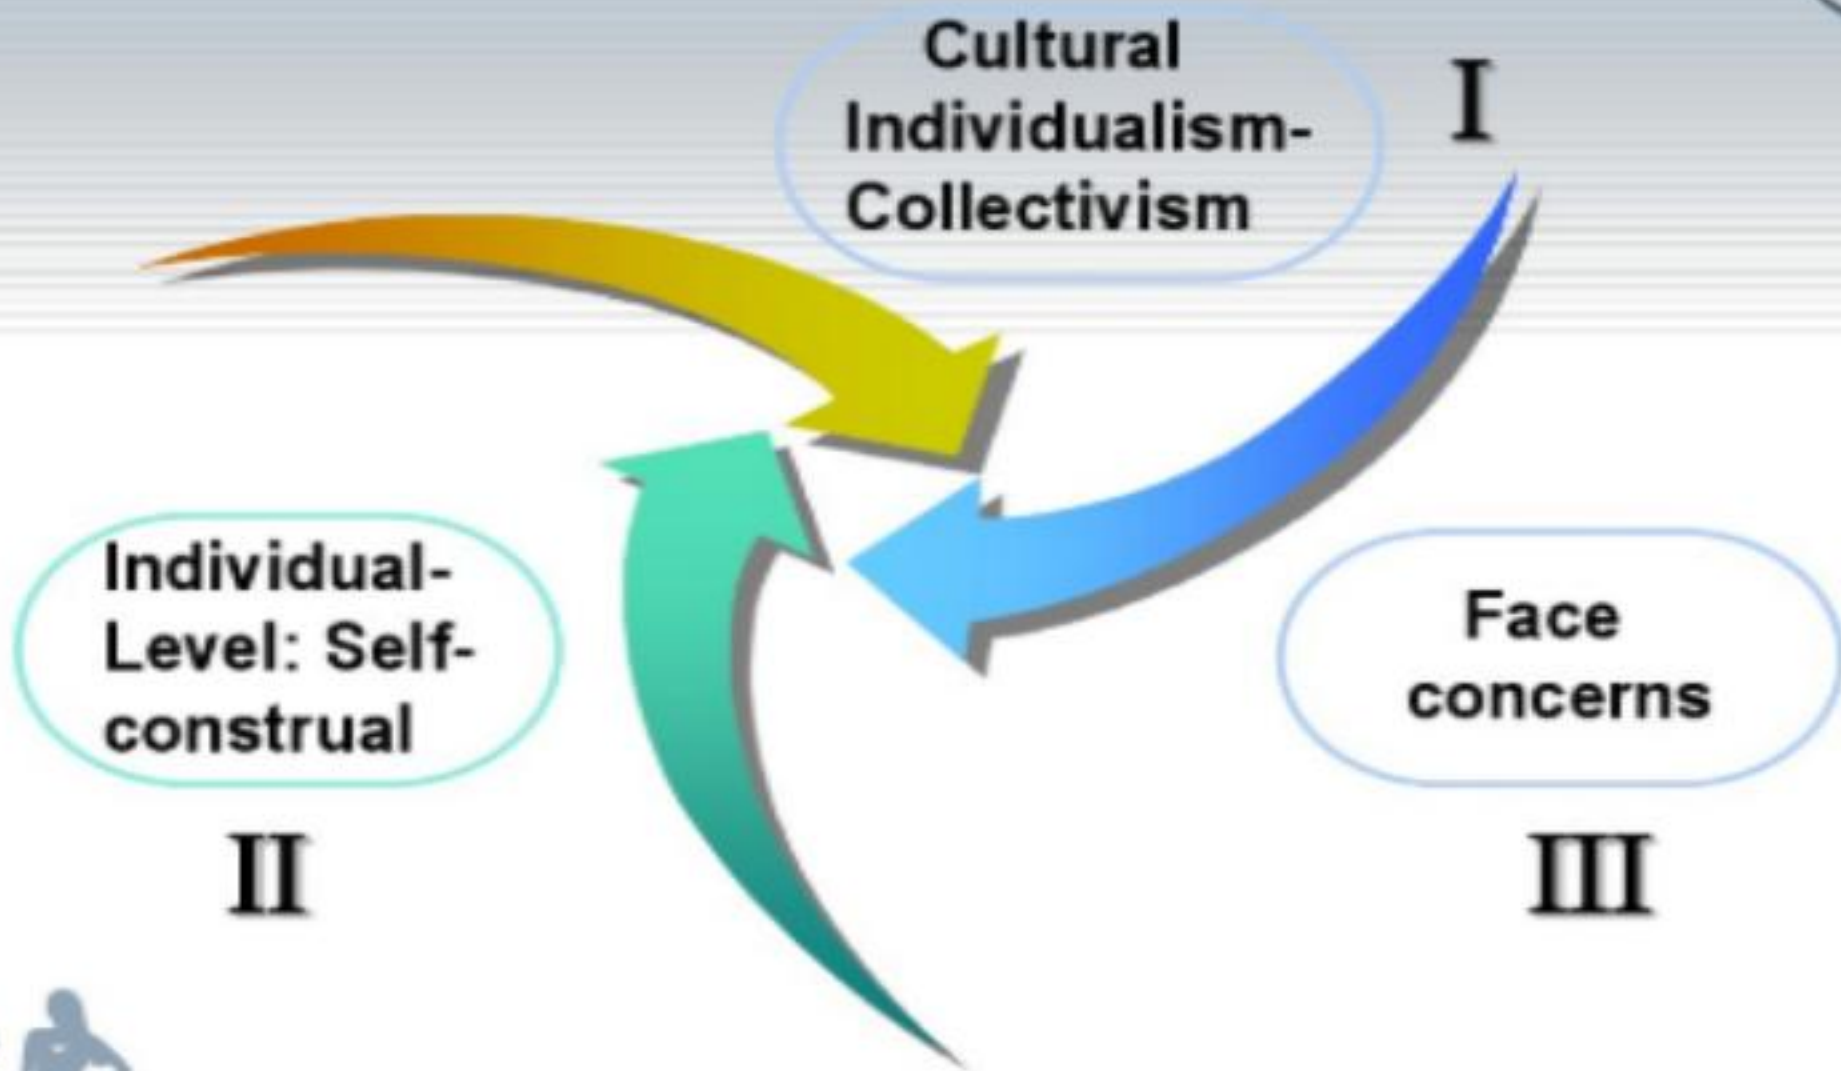 Cultural
Individualism-
Collectivism
I
Individual-
Level: Self-
construal
II
Face
concerns
III